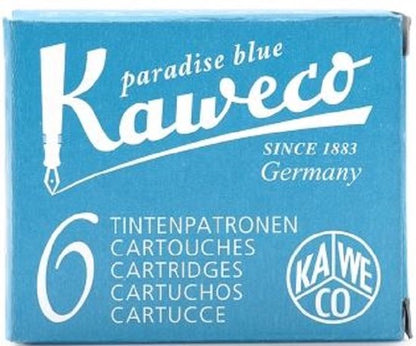 paradise blue
Kaweco
SINCE 1883
Germany
6
TINTENPATRONEN
CARTOUCHES
CARTRIDGES
CARTUCHOS
CARTUCCE
KA WE
CO